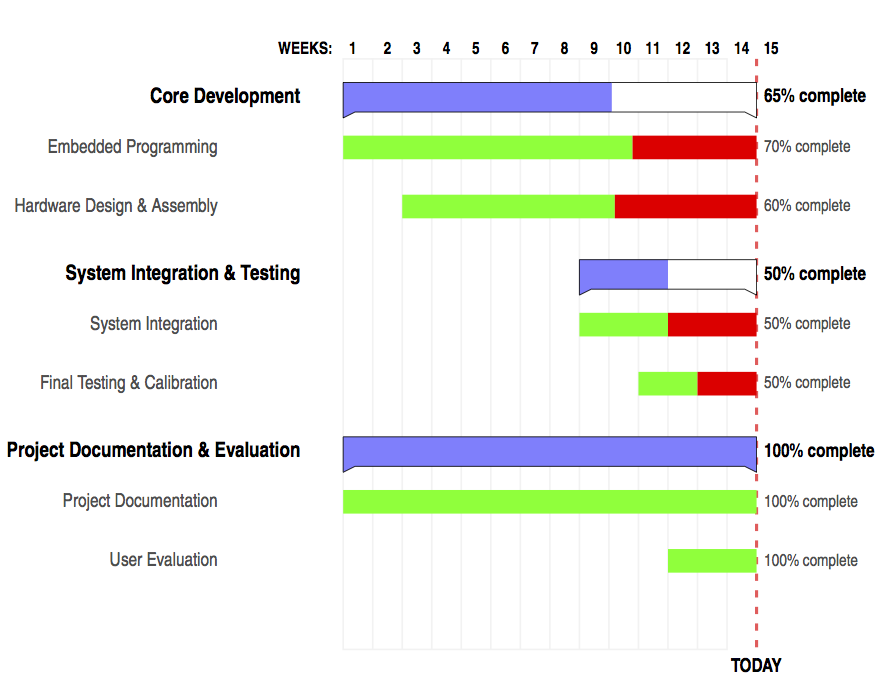 WEEKS: 1 2 3 4 5 6 7 8 9 10 11 12 13 14 15
Core Development 65% complete
Embedded Programming 70% complete
Hardware Design & Assembly 60% complete
System Integration & Testing 50% complete
System Integration 50% complete
Final Testing & Calibration 50% complete
Project Documentation & Evaluation 100% complete
Project Documentation 100% complete
User Evaluation 100% complete
TODAY